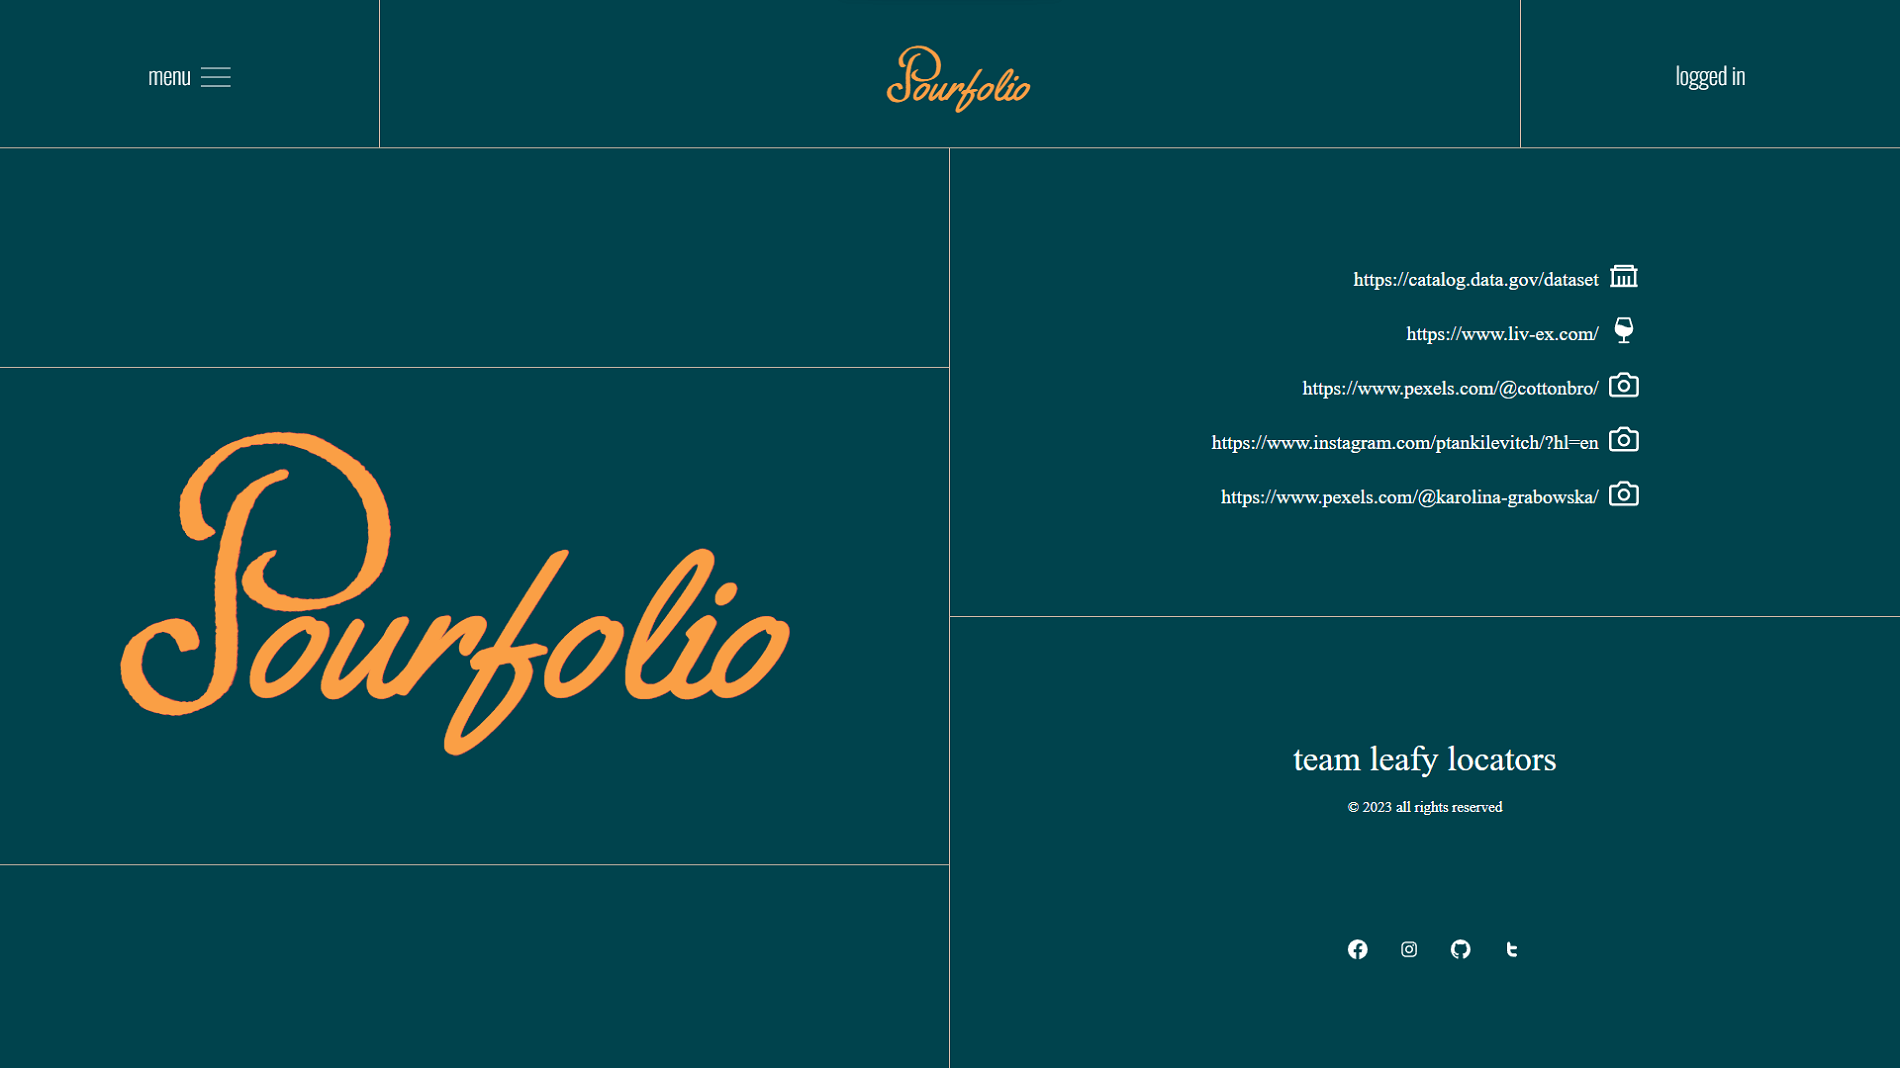 menu
Pourfolio
logged in
Pourfolio
https://catalog.data.gov/dataset
https://www.liv-ex.com/
https://www.pexels.com/@cottonbro/
https://www.instagram.com/ptankilevitch/?hl=en
https://www.pexels.com/@karolina-grabowska/
team leafy locators
© 2023 all rights reserved